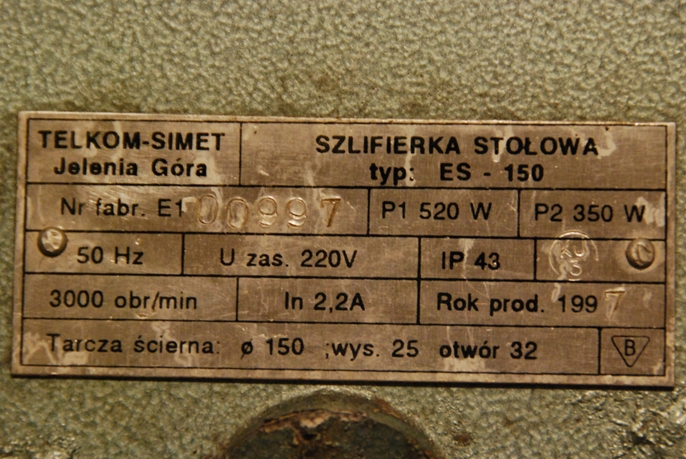 TELKOM-SIMET
Jelenia Góra
SZLIFIERKA STOŁOWA
typ: ES - 150
Nr fabr. E1 00997
P1 520 W
P2 350 W
50 Hz
U zas. 220V
IP 43
3000 obr/min
In 2,2A
Rok prod. 1997
Tarcza ścierna: ø 150 ;wys. 25 otwór 32
B